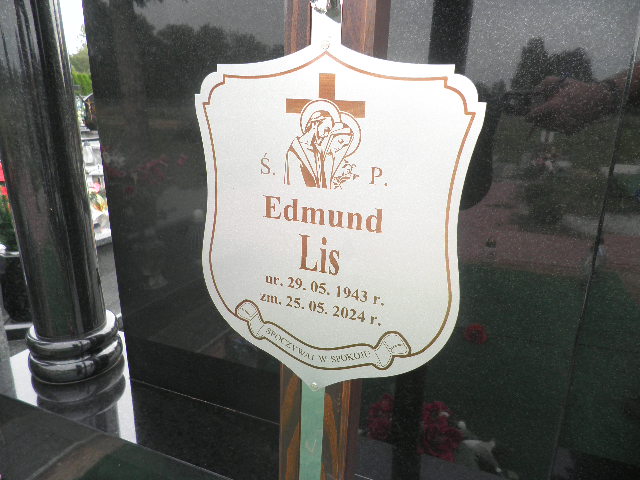 Ś. P.
Edmund
Lis
ur. 29. 05. 1943 r.
zm. 25. 05. 2024 r.
SPOCZYWAJ W SPOKOJU